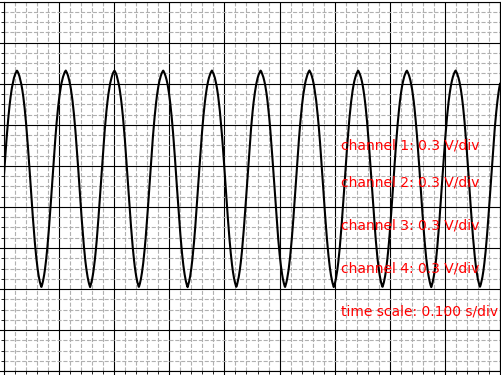 channel 1: 0.3 V/div
channel 2: 0.3 V/div
channel 3: 0.3 V/div
channel 4: 0.3 V/div
time scale: 0.100 s/div